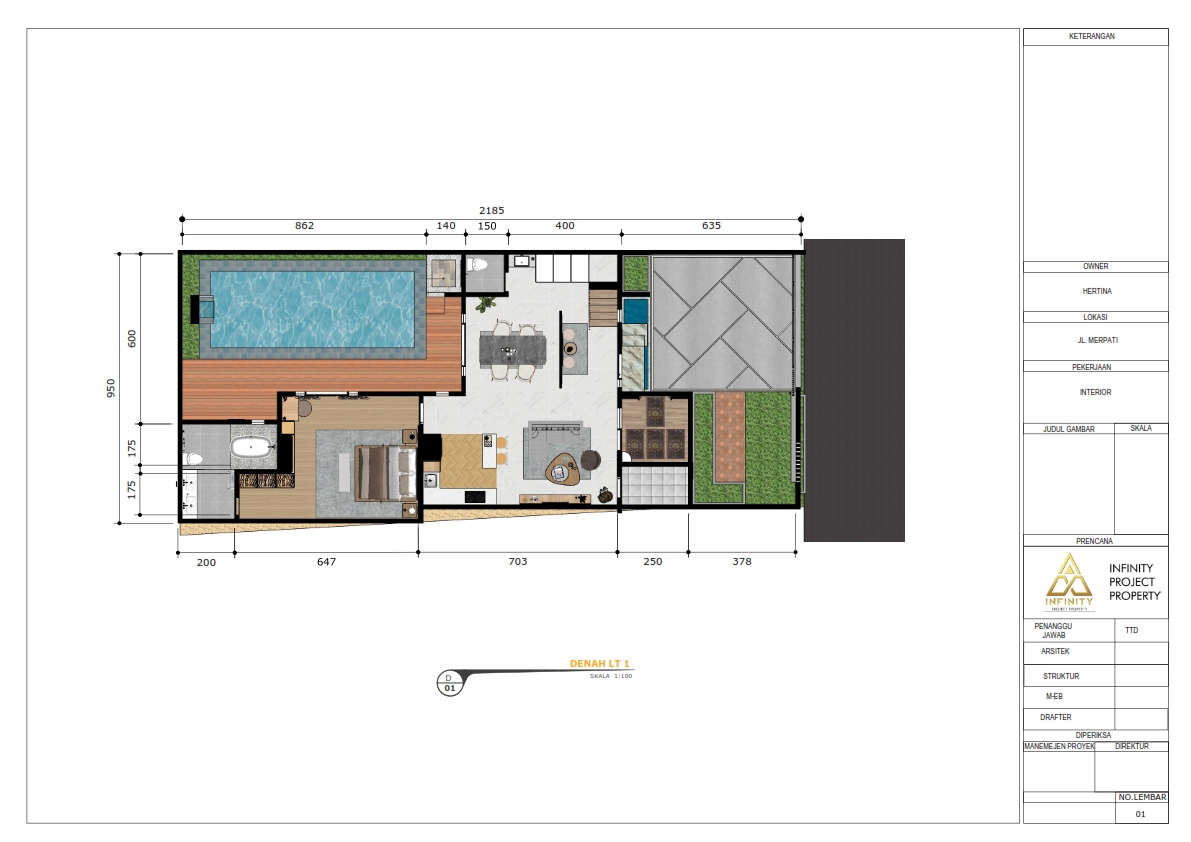 2185
862
140
150
400
635
950
600
175
175
200
647
703
250
378
DENAH LT 1
SKALA 1:100
D
01
KETERANGAN
OWNER
HERTINA
LOKASI
JL. MERPATI
PEKERJAAN
INTERIOR
JUDUL GAMBAR
SKALA
PRENCANA
INFINITY
PROJECT PROPERTY
INFINITY
PROJECT
PROPERTY
PENANGGU
JAWAB
TTD
ARSITEK
STRUKTUR
M-EB
DRAFTER
DIPERIKSA
MANEMEJEN PROYEK
DIREKTUR
NO.LEMBAR
01